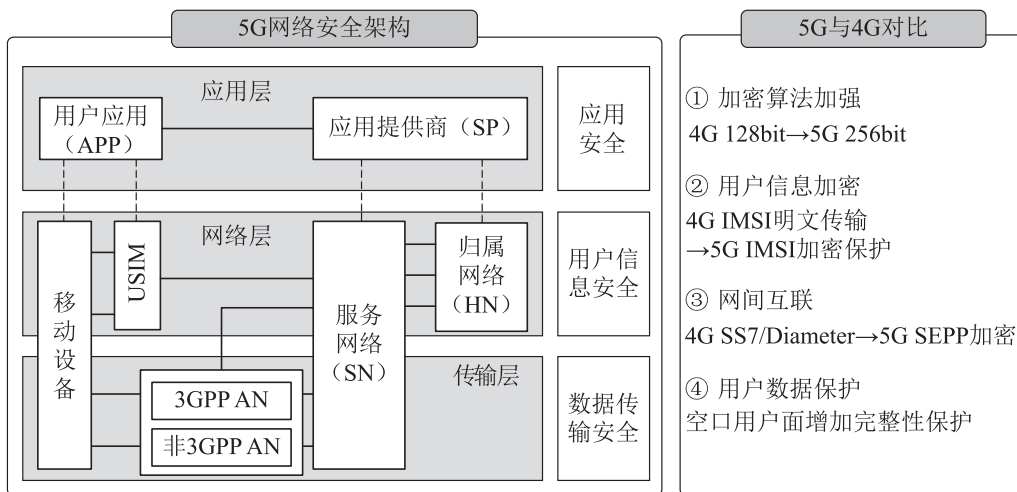 5G网络安全架构
应用层
用户应用
（APP）
应用提供商（SP）
应用
安全
网络层
移
动
设
备
USIM
服务
网络
（SN）
归属
网络
（HN）
用户信
息安全
传输层
3GPP AN
非3GPP AN
数据传
输安全
5G与4G对比
① 加密算法加强
4G 128bit→5G 256bit
② 用户信息加密
4G IMSI明文传输
→5G IMSI加密保护
③ 网间互联
4G SS7/Diameter→5G SEPP加密
④ 用户数据保护
空口用户面增加完整性保护